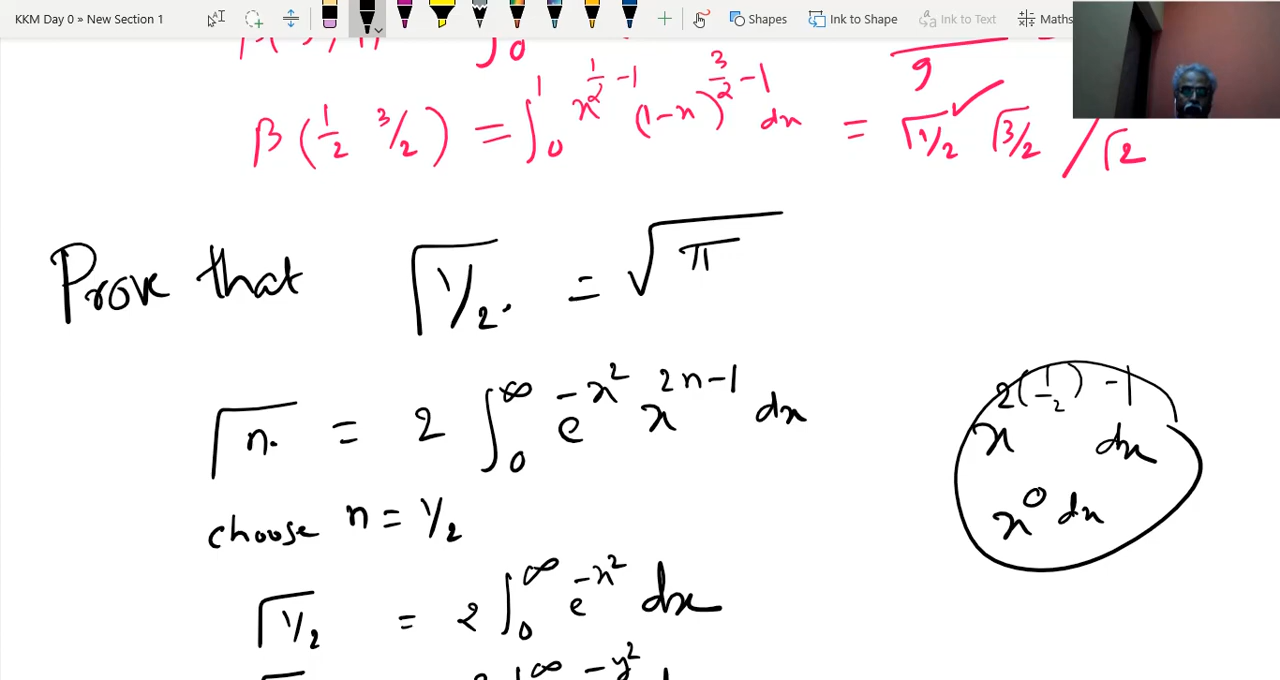 KKM Day 0 » New Section 1
Shapes Ink to Shape Ink to Text Maths
β(1/2 3/2) = ∫₀¹ x^(1/2 -1) (1-x)^(3/2 -1) dx = Γ1/2 Γ3/2 / Γ2
9
Prove that Γ1/2 = √π
Γn = 2 ∫₀^∞ e^(-x²) x^(2n-1) dx
x^(2(1/2) -1) dx
x^0 dx
choose n = 1/2
Γ1/2 = 2 ∫₀^∞ e^(-x²) dx
∞ -y²